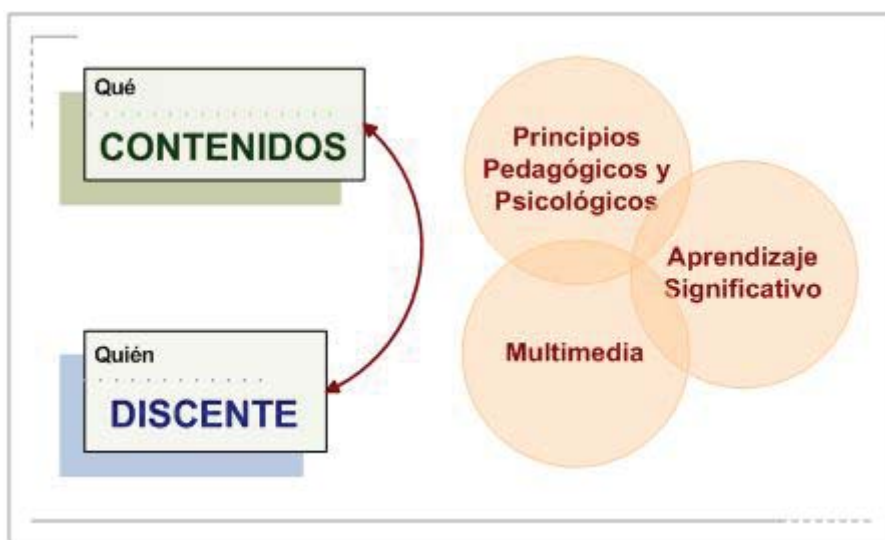 Qué
CONTENIDOS
Quién
DISCENTE
Principios
Pedagógicos y
Psicológicos
Aprendizaje
Significativo
Multimedia